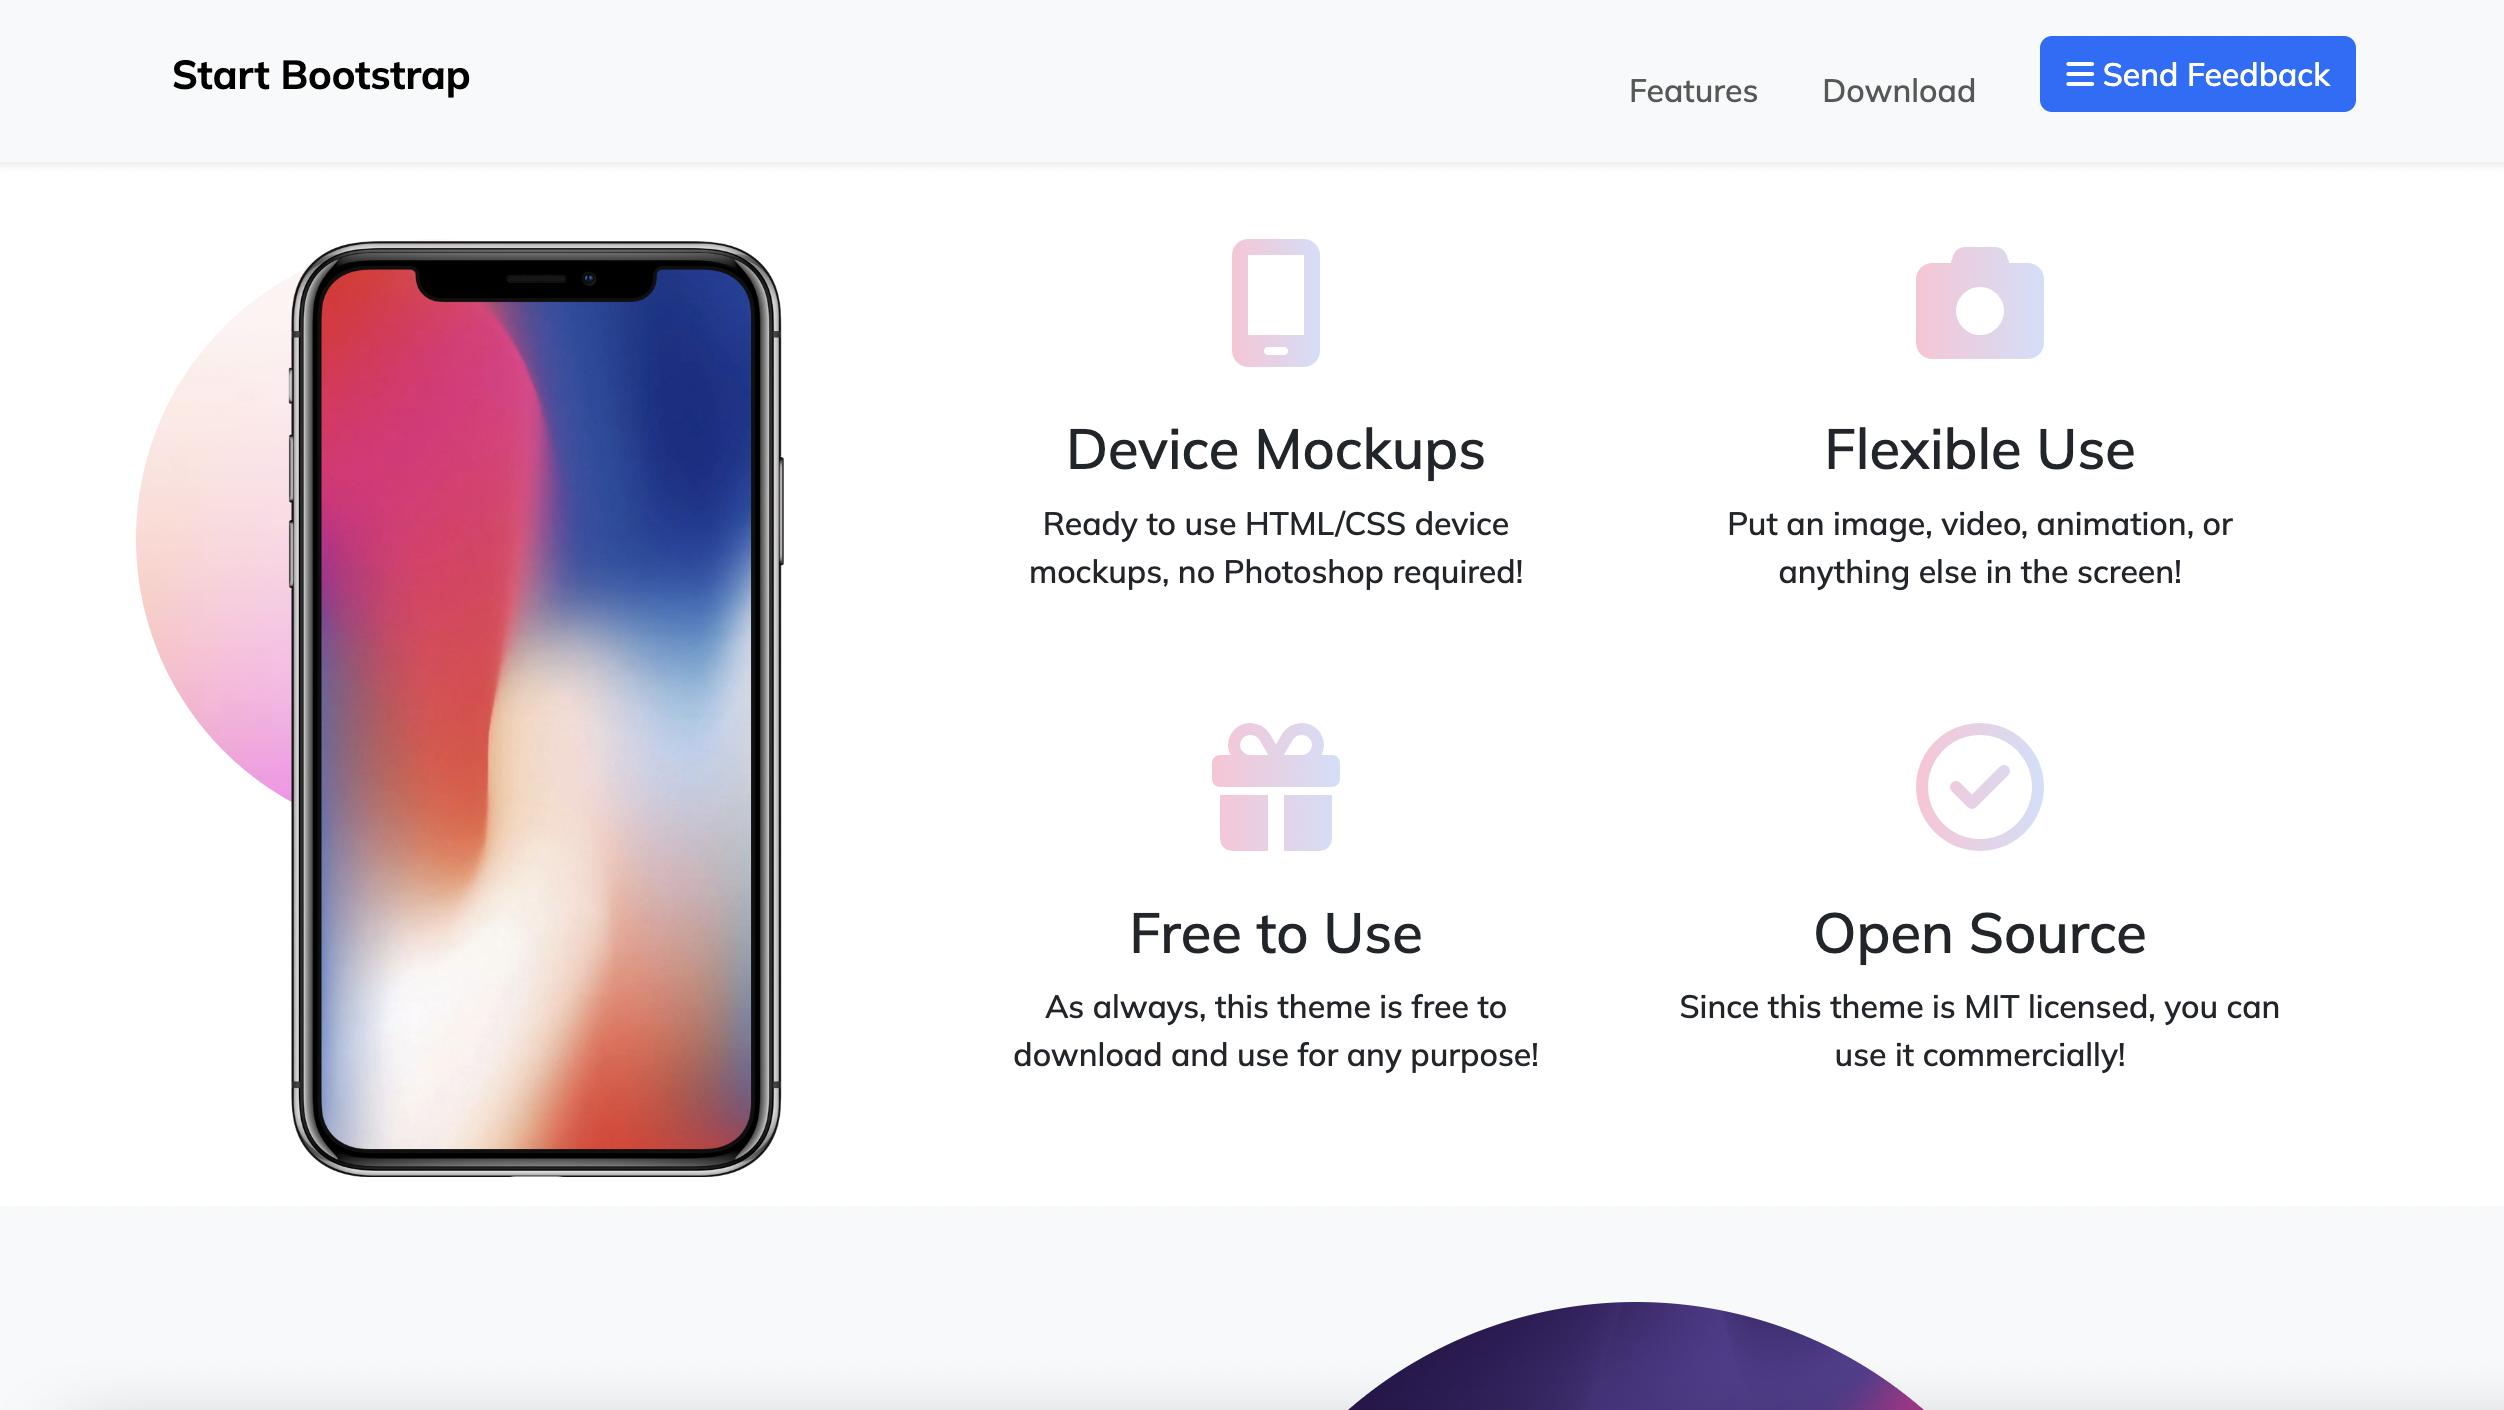 Start Bootstrap
Features
Download
Send Feedback
Device Mockups
Ready to use HTML/CSS device
mockups, no Photoshop required!
Flexible Use
Put an image, video, animation, or
anything else in the screen!
Free to Use
As always, this theme is free to
download and use for any purpose!
Open Source
Since this theme is MIT licensed, you can
use it commercially!